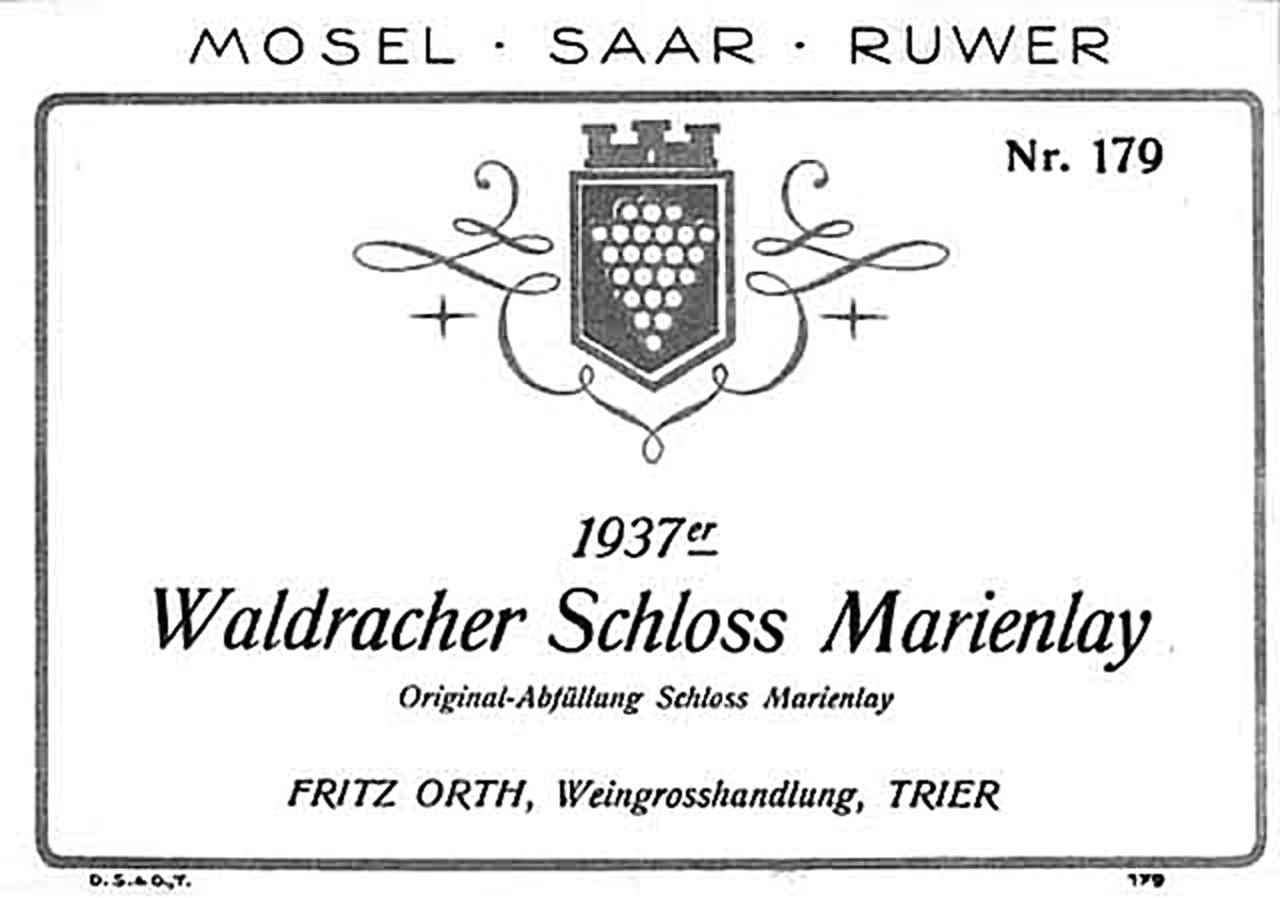 MOSEL · SAAR · RUWER
Nr. 179
1937er
Waldracher Schloss Marienlay
Original-Abfüllung Schloss Marienlay
FRITZ ORTH, Weingrosshandlung, TRIER
D.S.&O.,T.
179